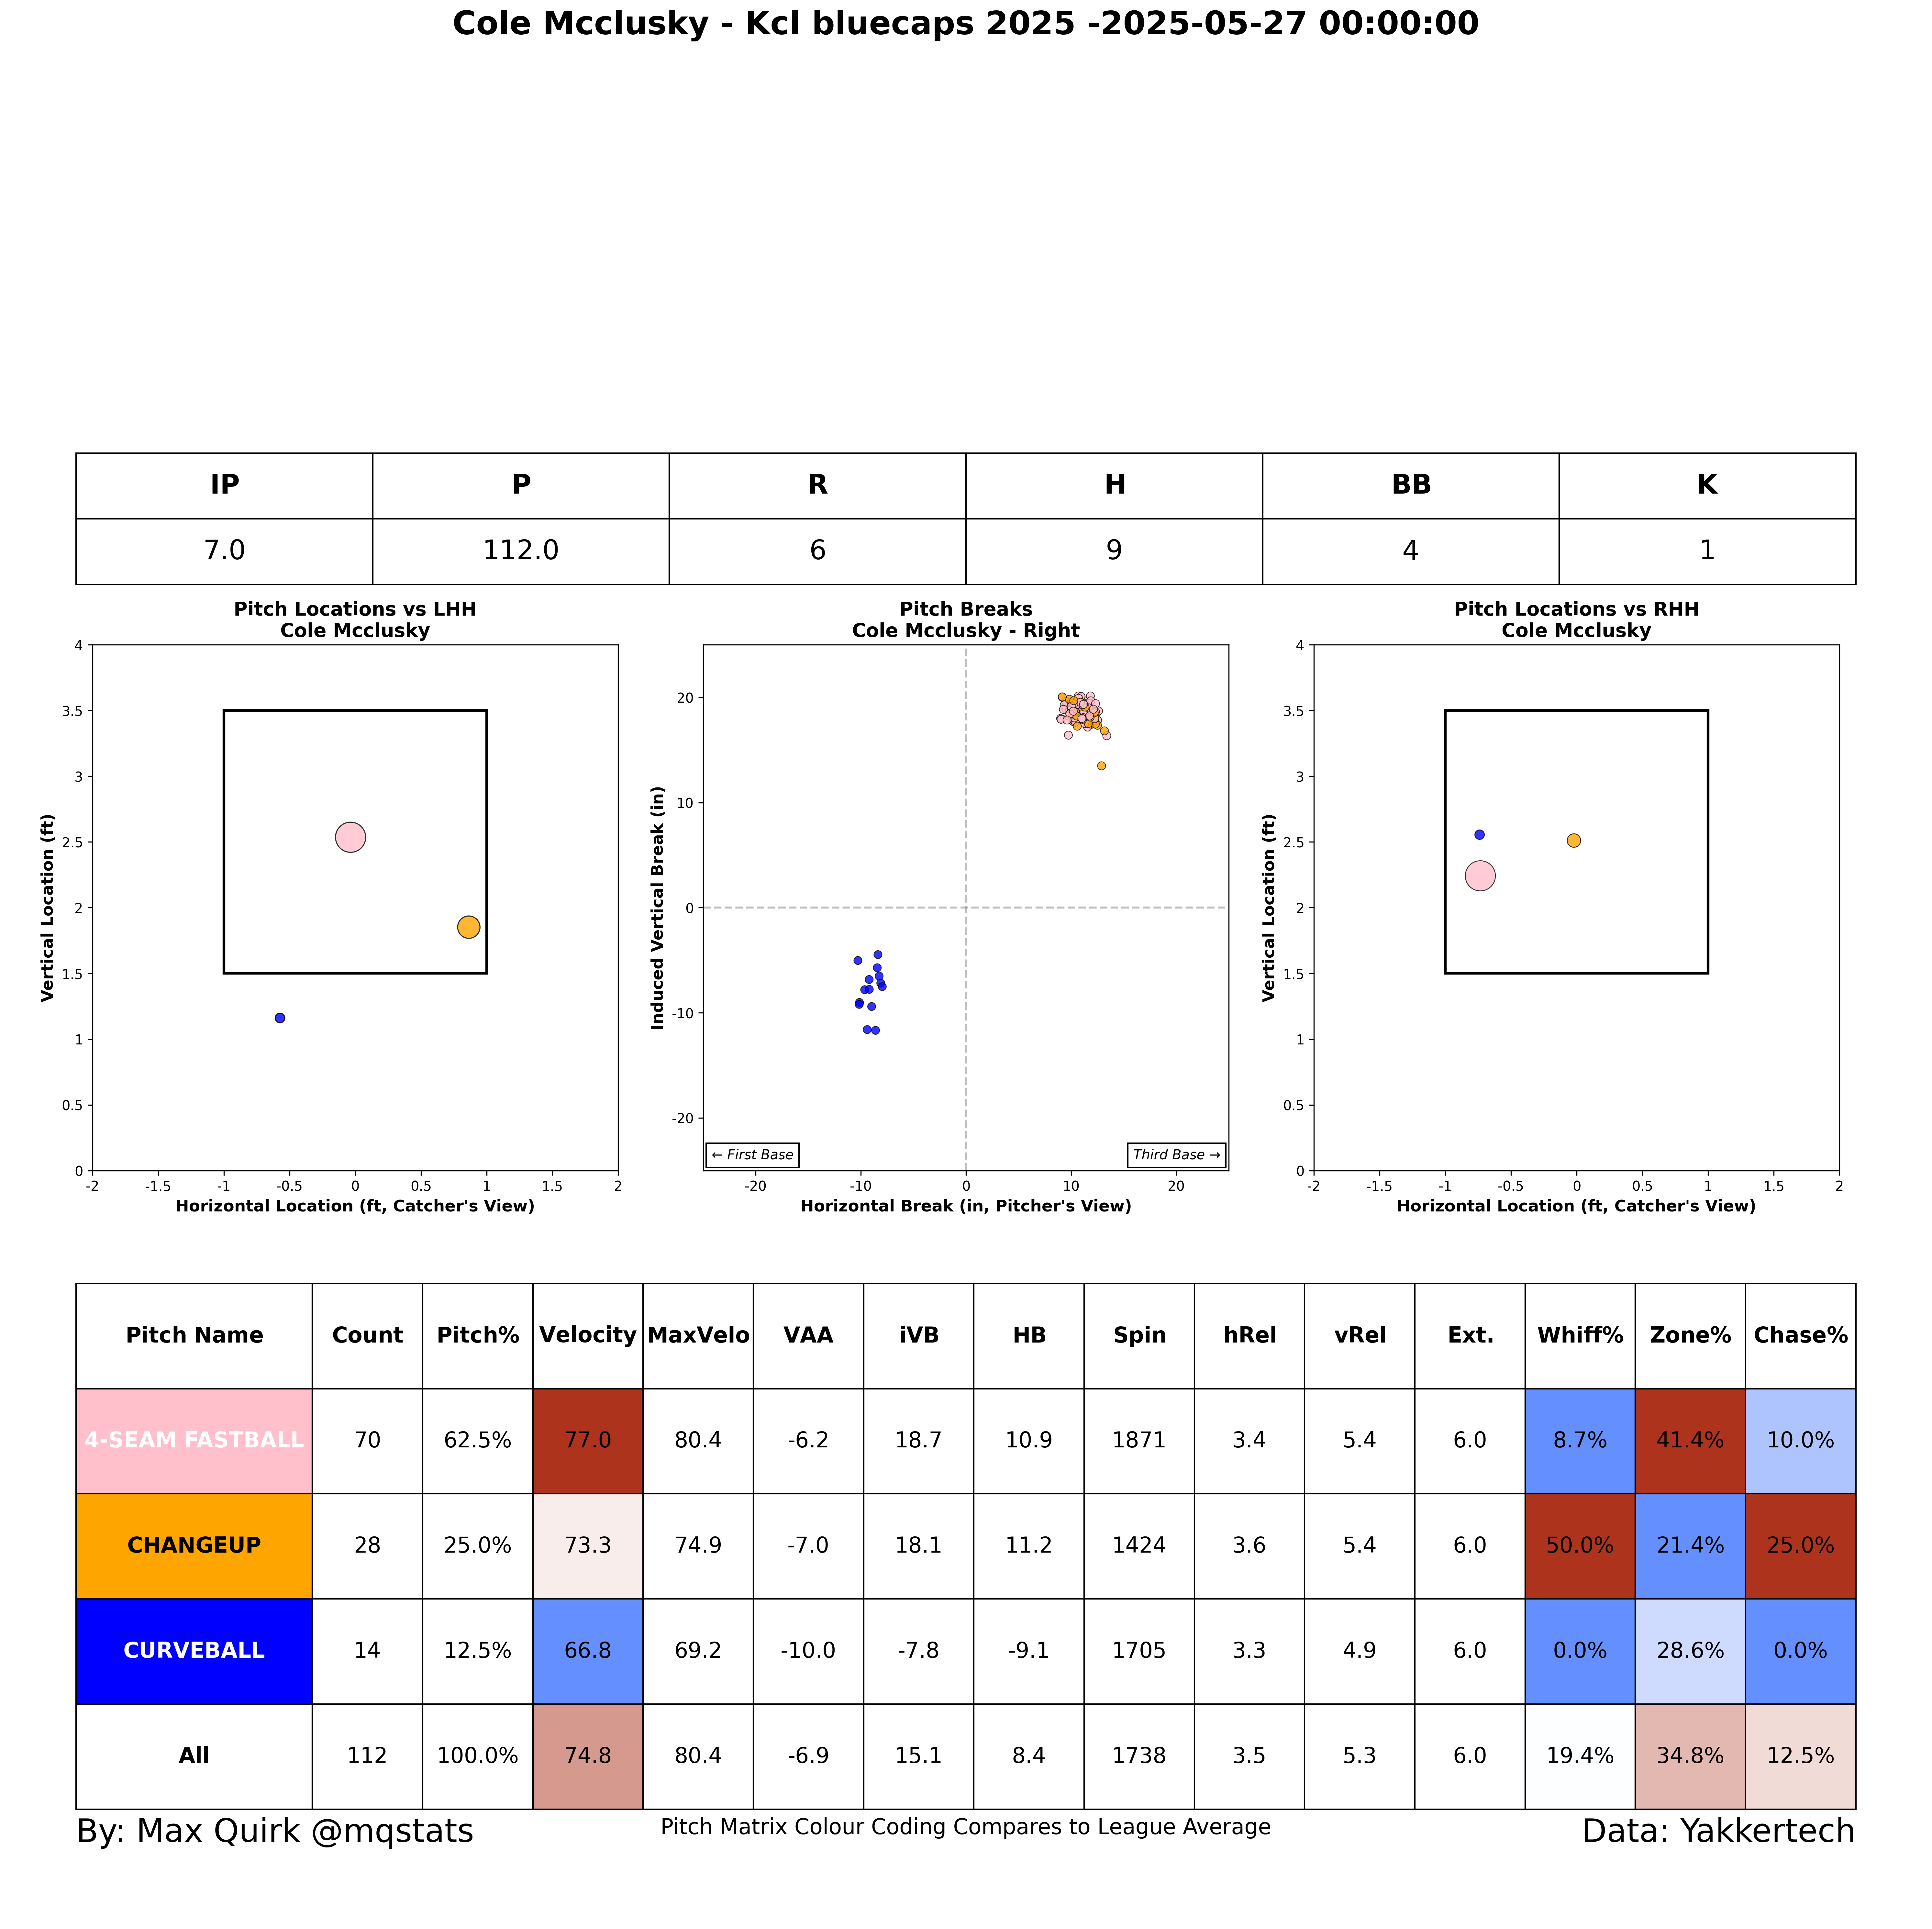 Cole Mcclusky - Kcl bluecaps 2025 -2025-05-27 00:00:00
IP P R H BB K
7.0 112.0 6 9 4 1
Pitch Locations vs LHH
Cole Mcclusky
4
3.5
3
2.5
2
1.5
1
0.5
0
-2 -1.5 -1 -0.5 0 0.5 1 1.5 2
Vertical Location (ft)
Horizontal Location (ft, Catcher's View)
Pitch Breaks
Cole Mcclusky - Right
20
10
0
-10
-20
← First Base
Third Base →
-20 -10 0 10 20
Induced Vertical Break (in)
Horizontal Break (in, Pitcher's View)
Pitch Locations vs RHH
Cole Mcclusky
4
3.5
3
2.5
2
1.5
1
0.5
0
-2 -1.5 -1 -0.5 0 0.5 1 1.5 2
Vertical Location (ft)
Horizontal Location (ft, Catcher's View)
Pitch Name Count Pitch% Velocity MaxVelo VAA iVB HB Spin hRel vRel Ext. Whiff% Zone% Chase%
4-SEAM FASTBALL 70 62.5% 77.0 80.4 -6.2 18.7 10.9 1871 3.4 5.4 6.0 8.7% 41.4% 10.0%
CHANGEUP 28 25.0% 73.3 74.9 -7.0 18.1 11.2 1424 3.6 5.4 6.0 50.0% 21.4% 25.0%
CURVEBALL 14 12.5% 66.8 69.2 -10.0 -7.8 -9.1 1705 3.3 4.9 6.0 0.0% 28.6% 0.0%
All 112 100.0% 74.8 80.4 -6.9 15.1 8.4 1738 3.5 5.3 6.0 19.4% 34.8% 12.5%
By: Max Quirk @mqstats
Pitch Matrix Colour Coding Compares to League Average
Data: Yakkertech